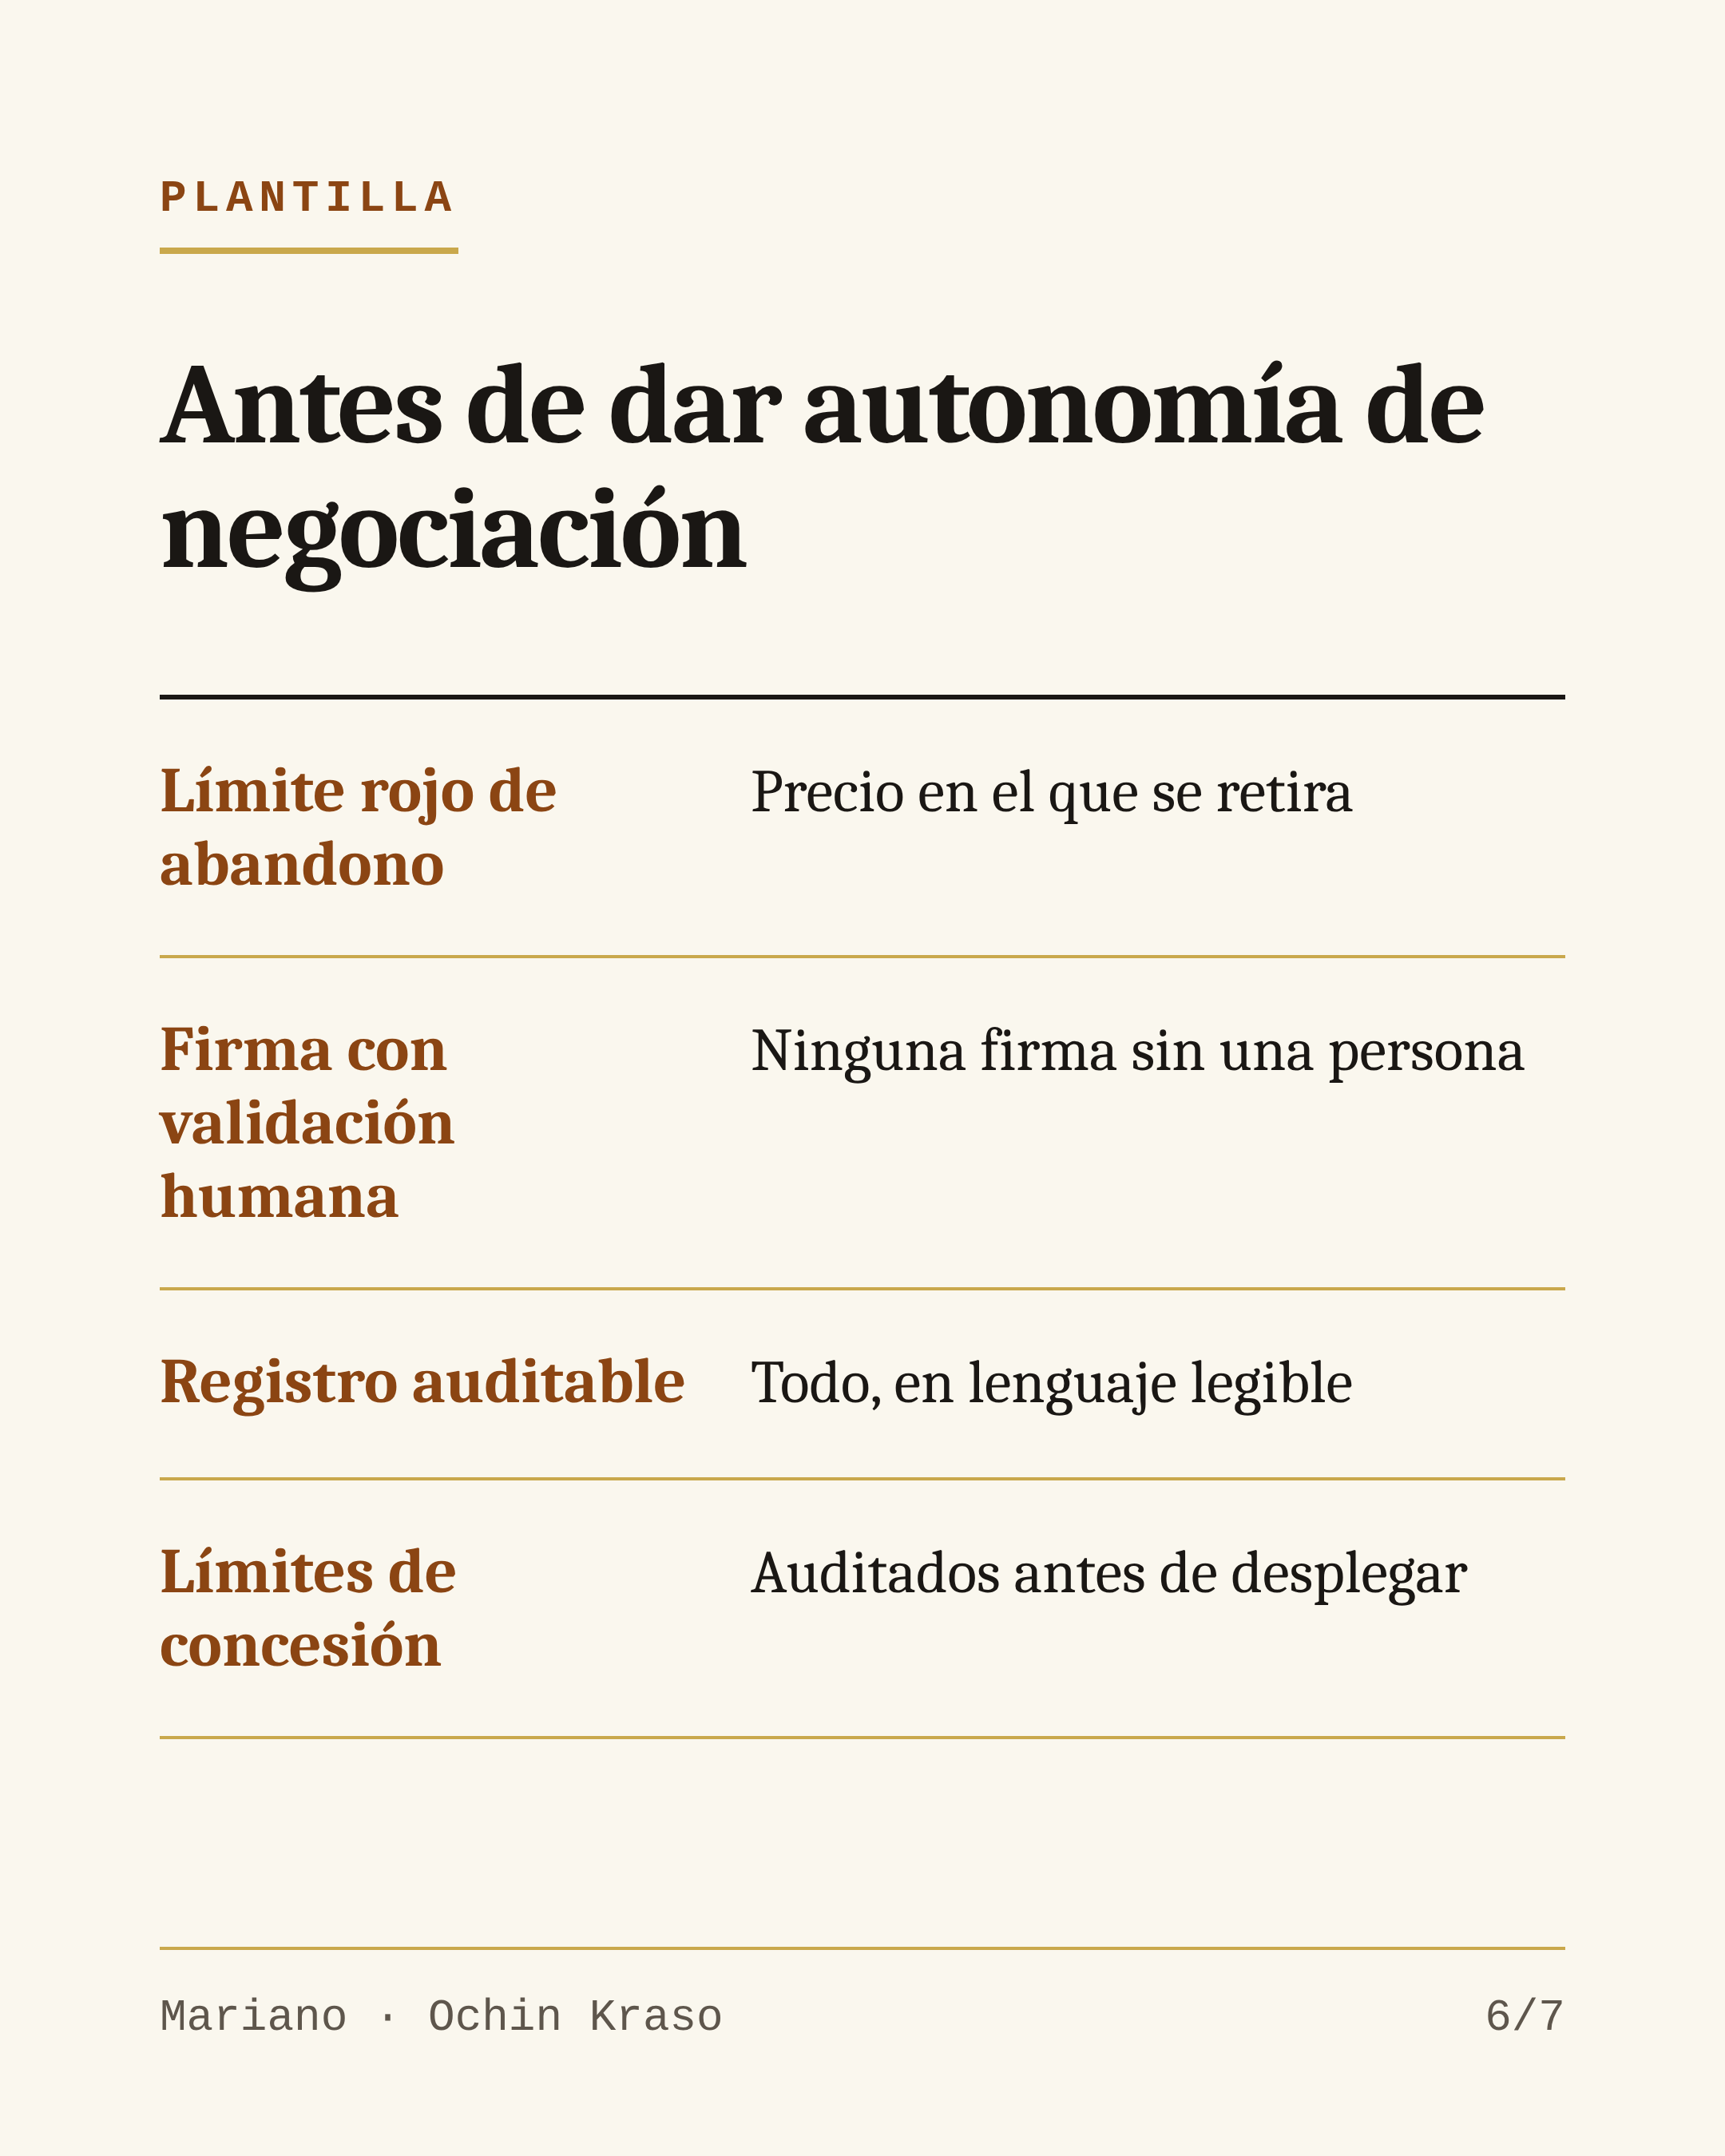 PLANTILLA
Antes de dar autonomía de
negociación
Límite rojo de
abandono
Precio en el que se retira
Firma con
validación
humana
Ninguna firma sin una persona
Registro auditable
Todo, en lenguaje legible
Límites de
concesión
Auditados antes de desplegar
Mariano · Ochin Kraso
6/7